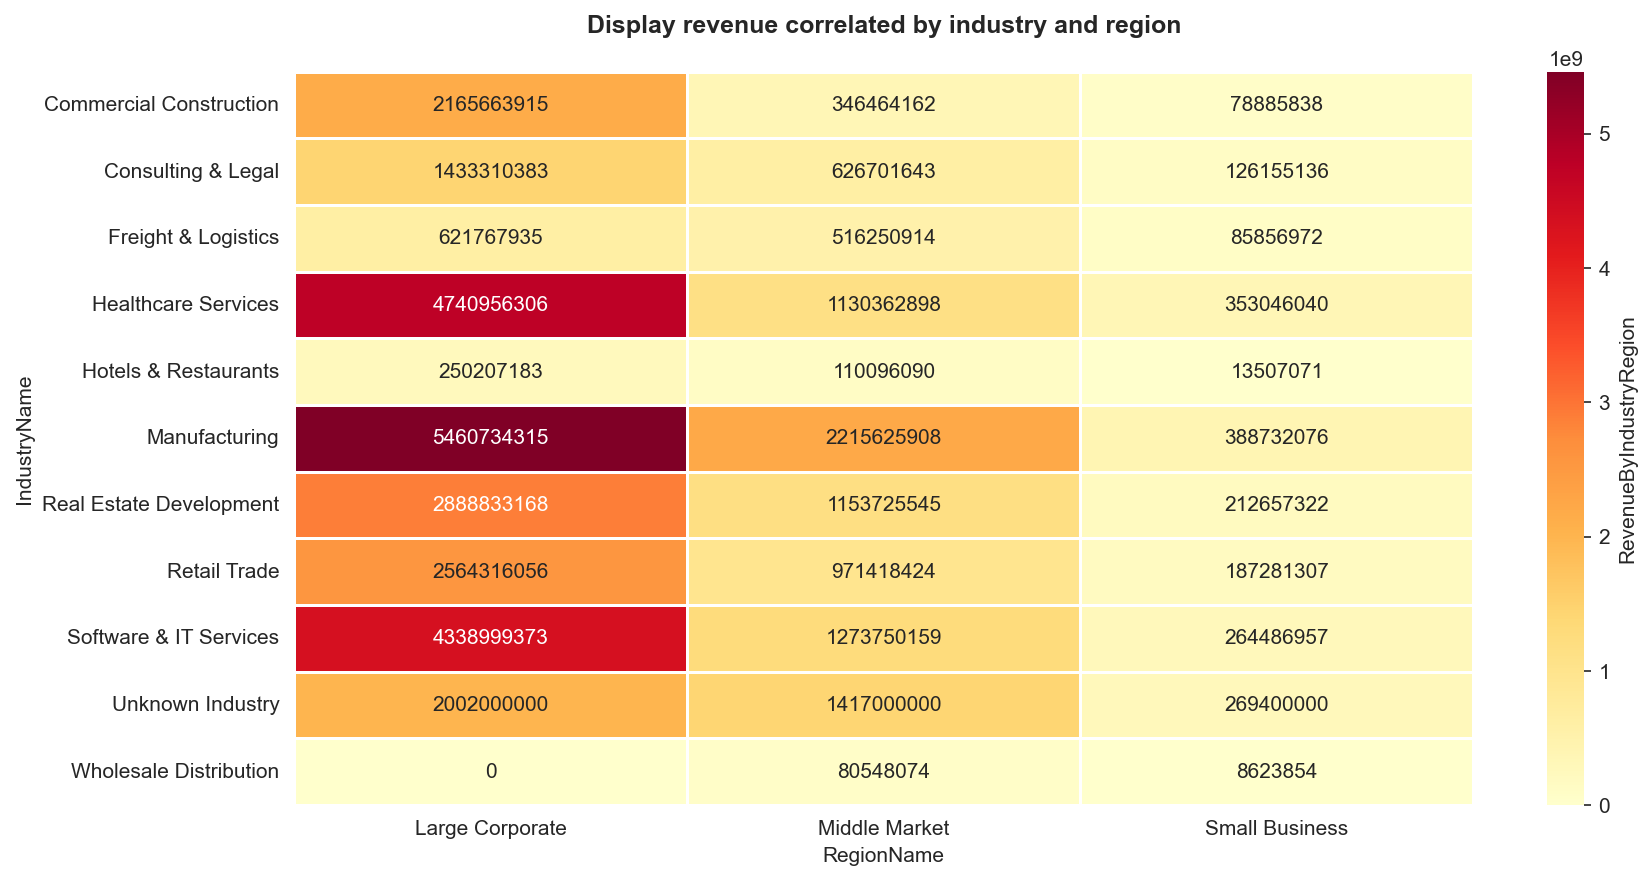 Display revenue correlated by industry and region
1e9
Commercial Construction 2165663915 346464162 78885838
Consulting & Legal 1433310383 626701643 126155136
Freight & Logistics 621767935 516250914 85856972
Healthcare Services 4740956306 1130362898 353046040
Hotels & Restaurants 250207183 110096090 13507071
Manufacturing 5460734315 2215625908 388732076
Real Estate Development 2888833168 1153725545 212657322
Retail Trade 2564316056 971418424 187281307
Software & IT Services 4338999373 1273750159 264486957
Unknown Industry 2002000000 1417000000 269400000
Wholesale Distribution 0 80548074 8623854
Large Corporate Middle Market Small Business
RegionName
IndustryName
5
4
3
2
1
0
RevenueByIndustryRegion